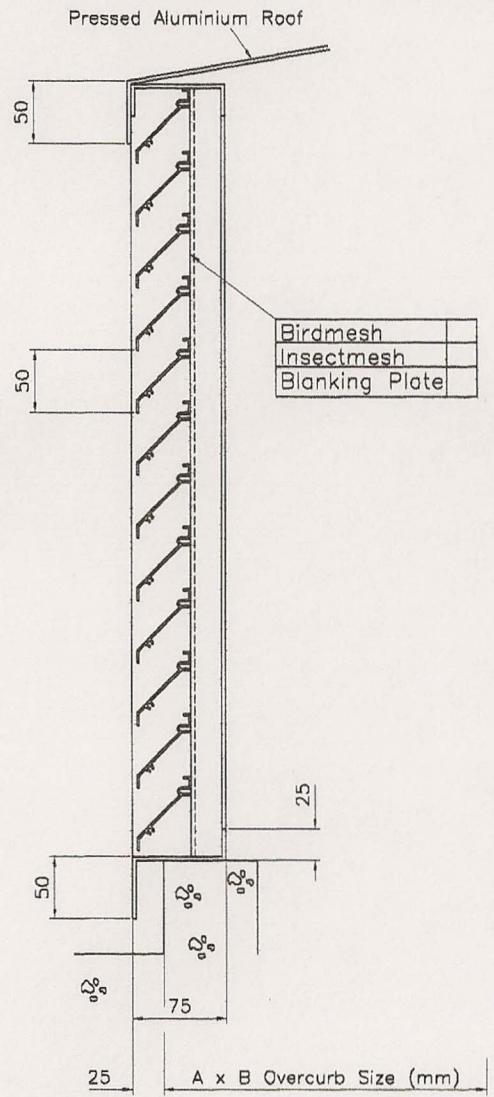 Pressed Aluminium Roof
50
50
Birdmesh
Insectmesh
Blanking Plate
25
50
75
25
A x B Overcurb Size (mm)